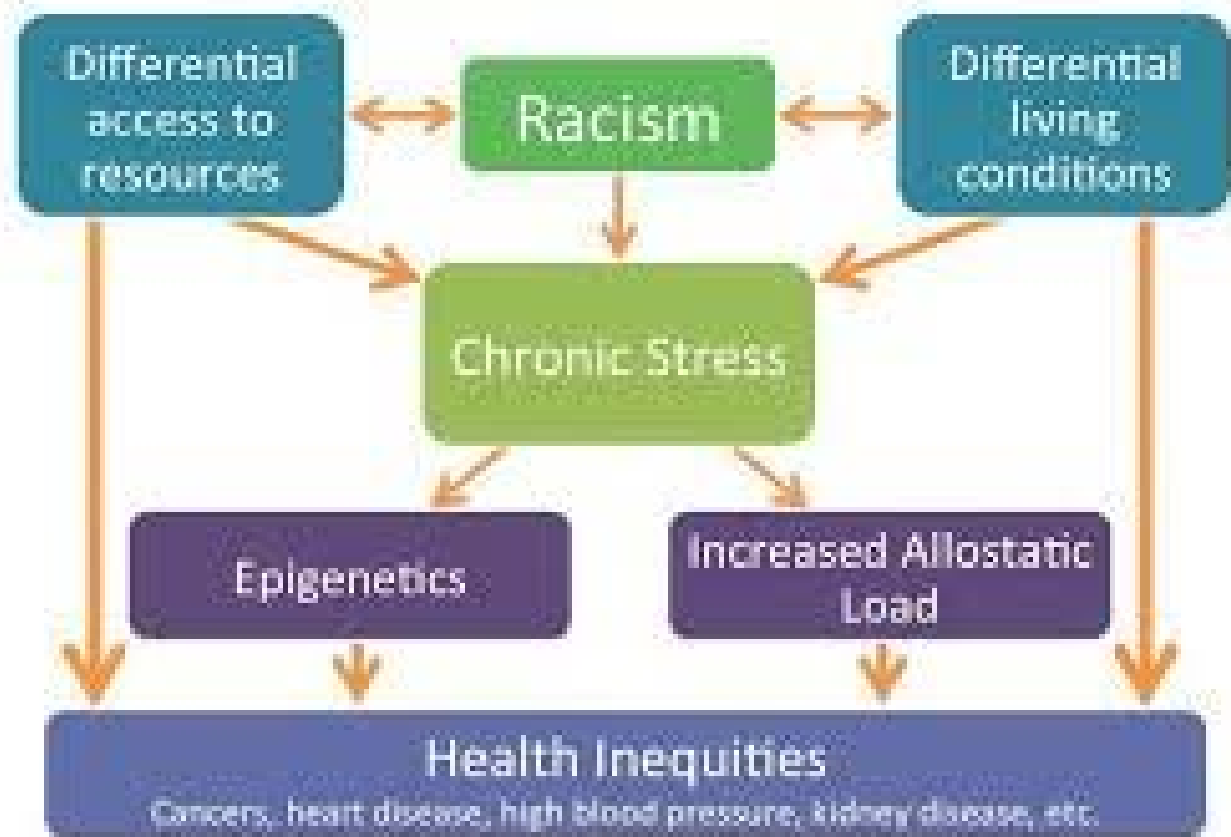 Differential
access to
resources
Racism
Differential
living
conditions
Chronic Stress
Epigenetics
Increased Allostatic
Load
Health Inequities
Cancers, heart disease, high blood pressure, kidney disease, etc.